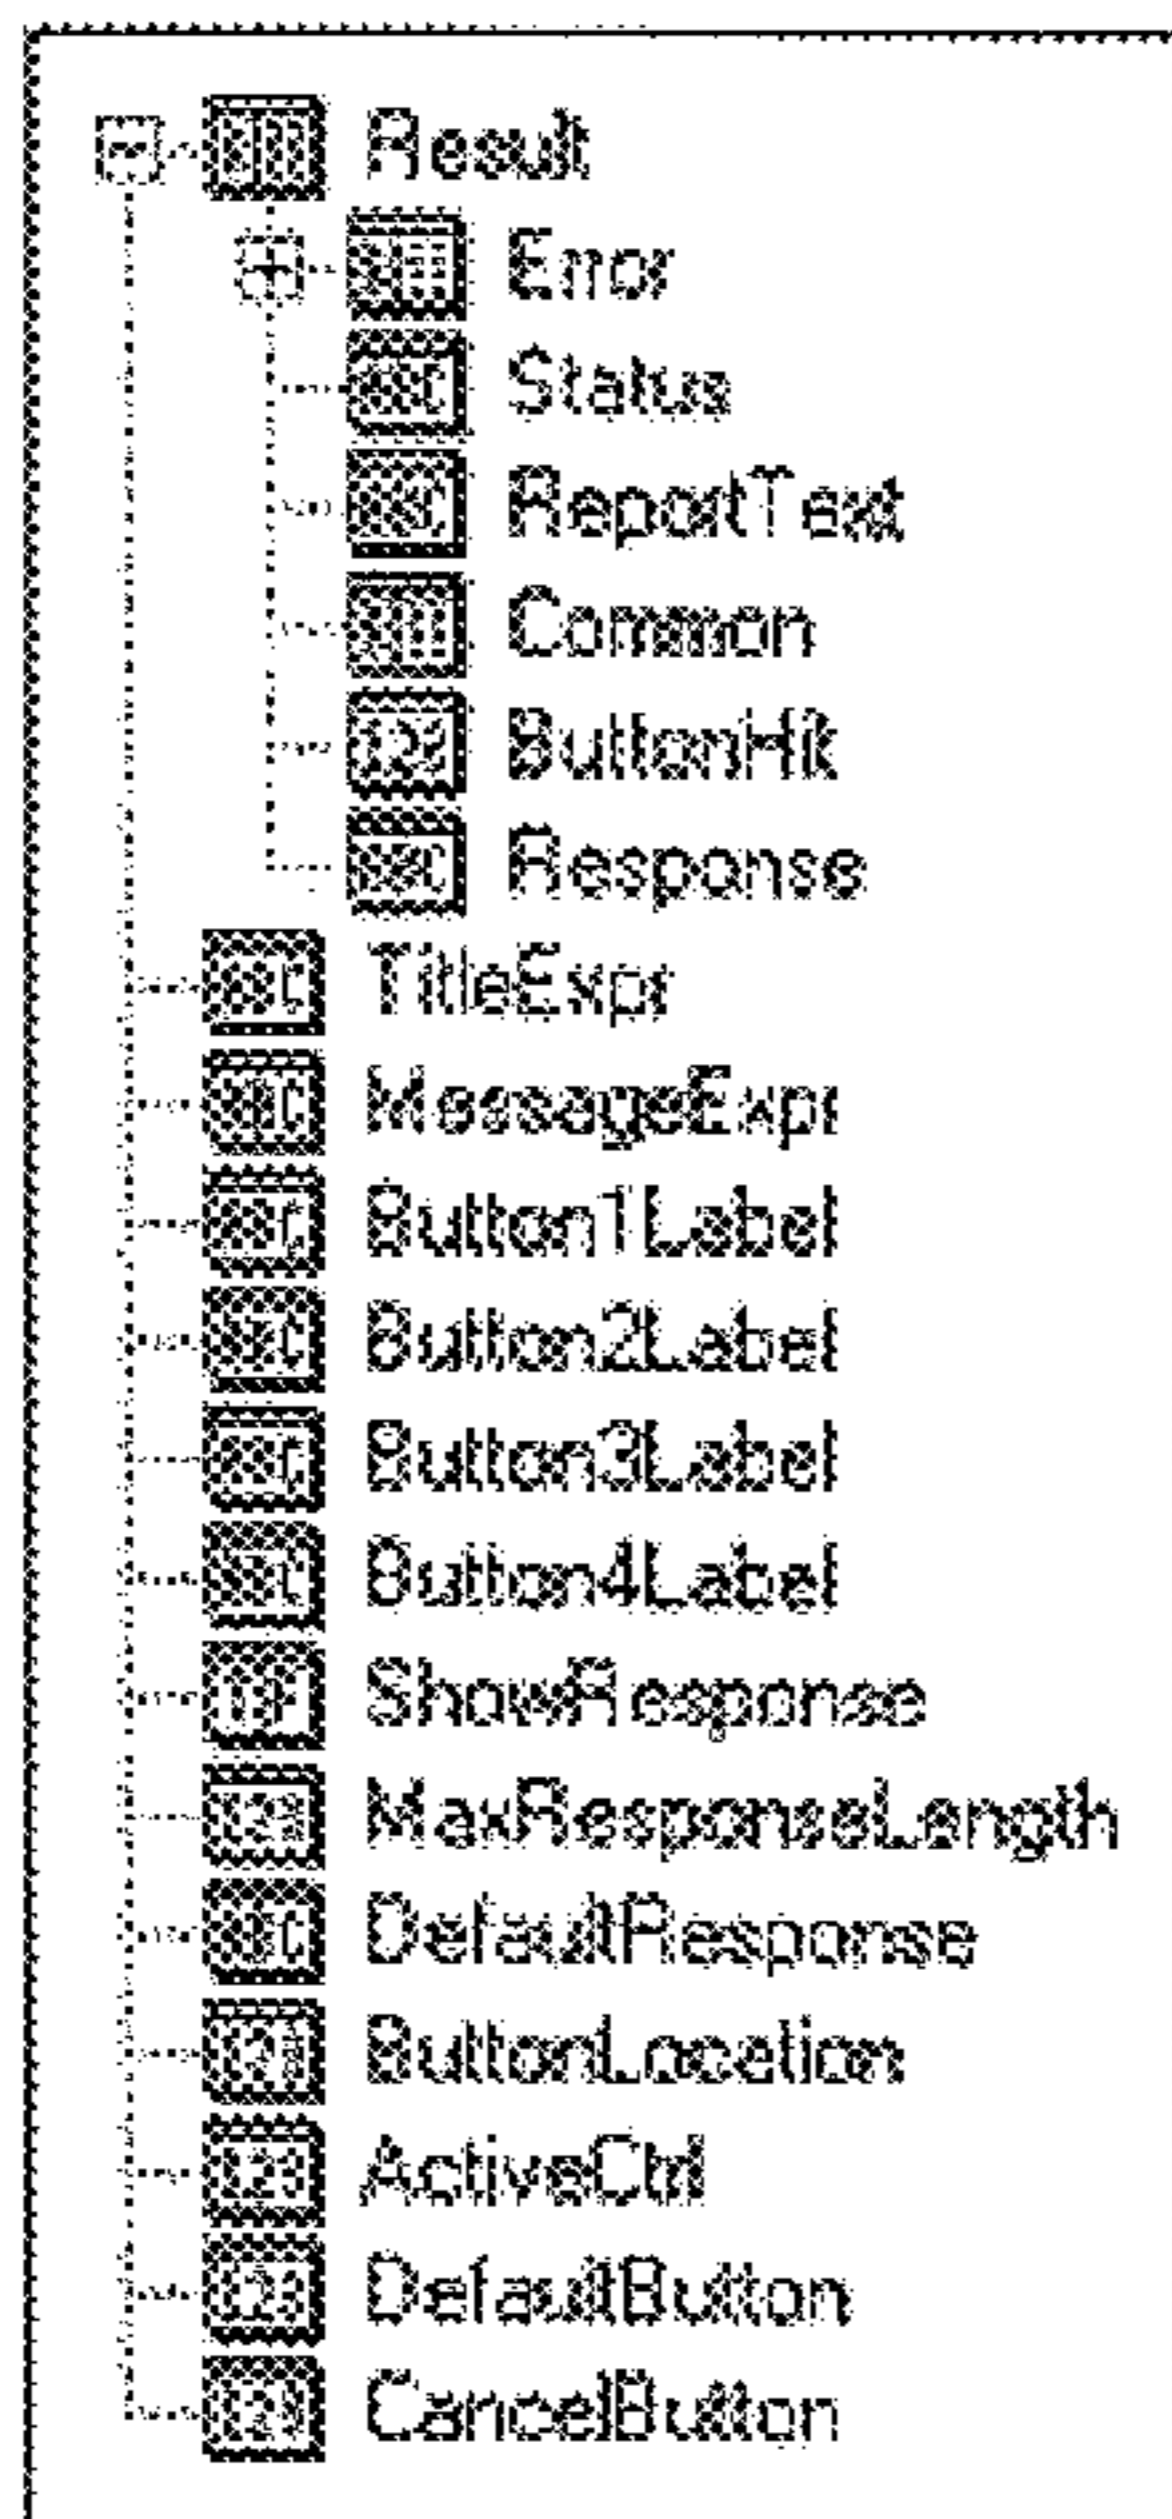 Result
Error
Status
ReportText
Common
ButtonHit
Response
TitleExpr
MessageExpr
Button1Label
Button2Label
Button3Label
Button4Label
ShowResponse
MaxResponseLength
DefaultResponse
ButtonLocation
ActiveCtrl
DefaultButton
CancelButton